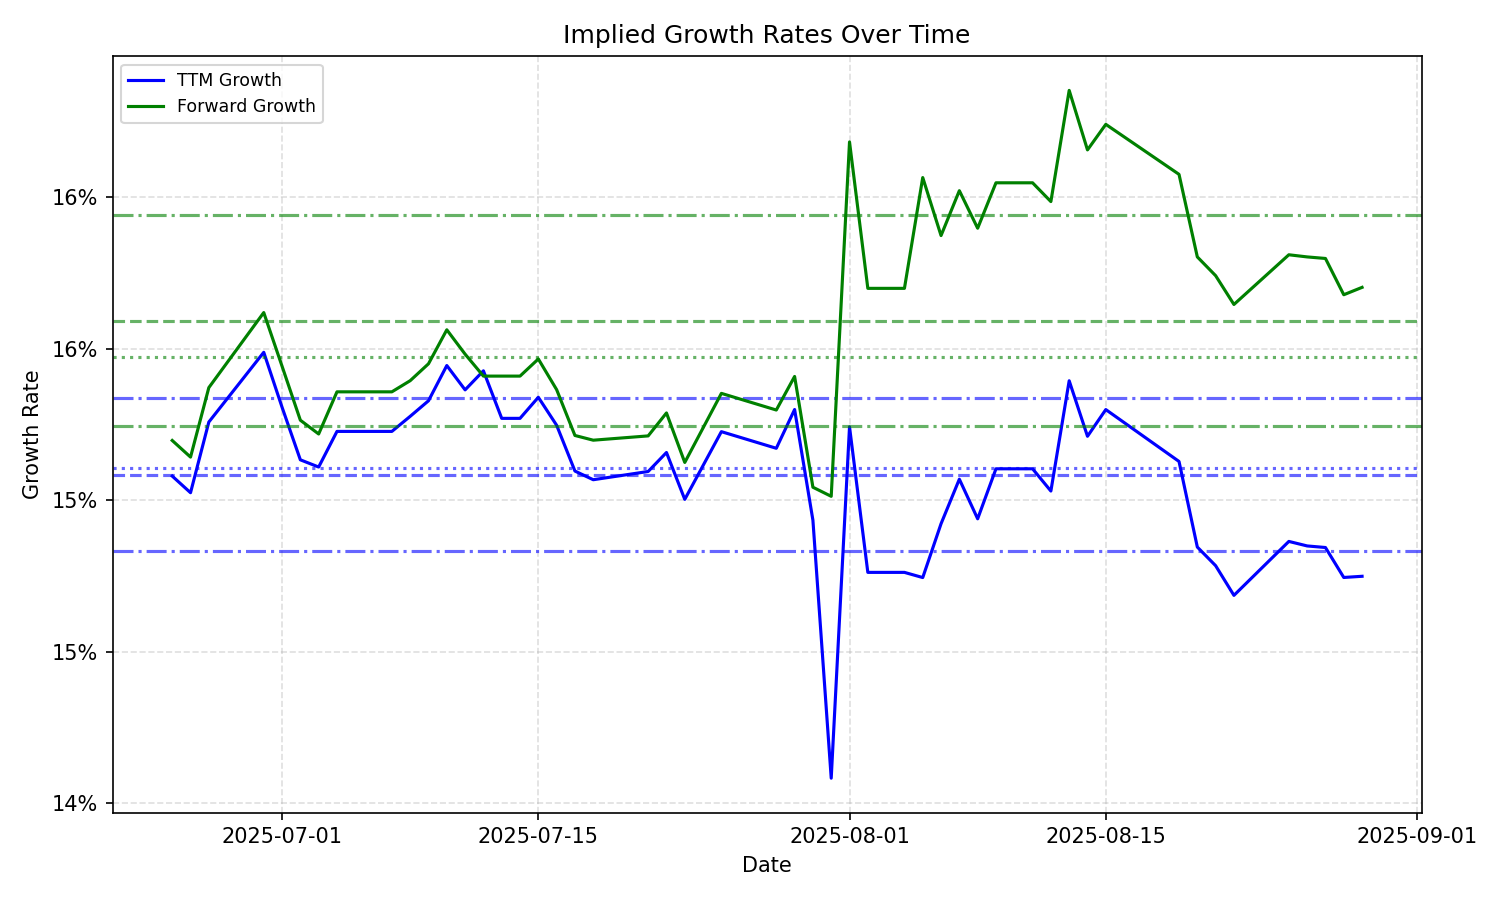 Implied Growth Rates Over Time
TTM Growth
Forward Growth
16%
16%
15%
15%
14%
Growth Rate
2025-07-01
2025-07-15
2025-08-01
2025-08-15
2025-09-01
Date